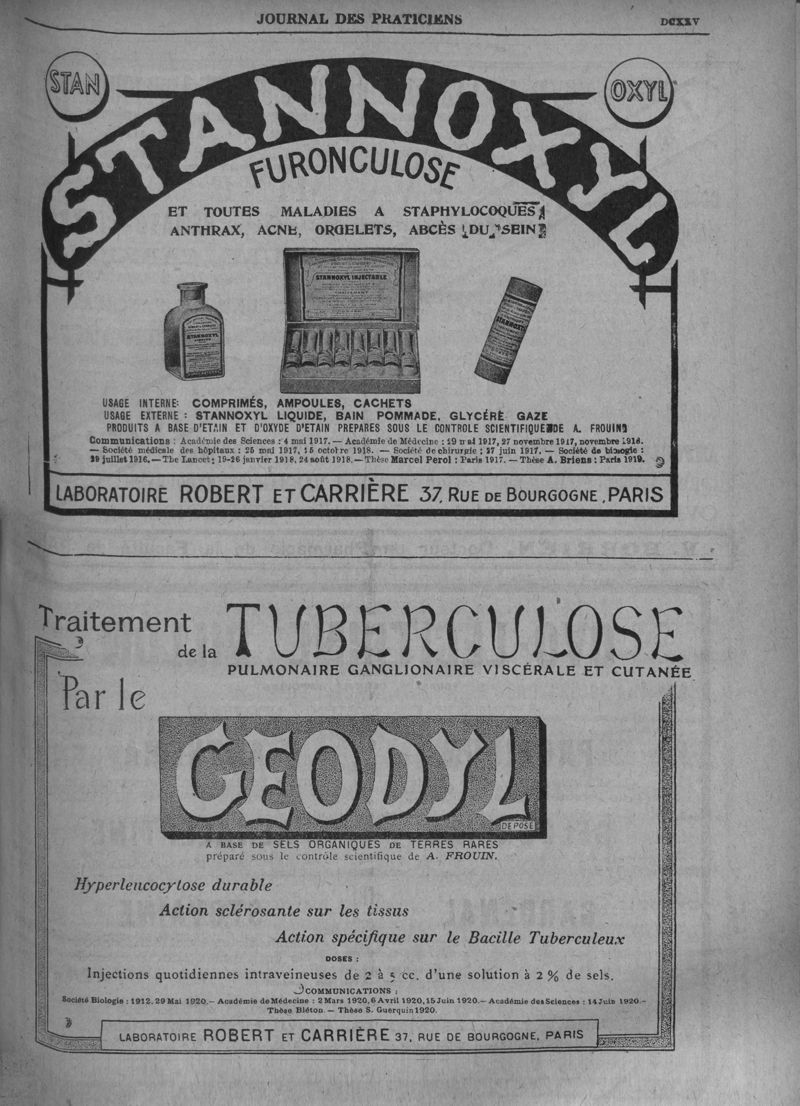 JOURNAL DES PRATICIENS
DCXXV
STAN
OXYL
STANNOXYL
FURONCULOSE
ET TOUTES MALADIES A STAPHYLOCOQUES
ANTHRAX, ACNE, ORGELETS, ABCÈS DU SEIN
STANNOXYL INJECTABLE
STANNOXYL
STANNOXYL
USAGE INTERNE: COMPRIMÉS, AMPOULES, CACHETS
USAGE EXTERNE : STANNOXYL LIQUIDE, BAIN POMMADE, GLYCÉRÉ GAZE
PRODUITS A BASE D'ETAIN ET D'OXYDE D'ETAIN PREPARES SOUS LE CONTROLE SCIENTIFIQUE DE A. FROUIN
Communications : Académie des Sciences : 4 mai 1917. — Académie de Médecine : 29 mai 1917, 27 novembre 1917, novembre 1918.
— Société médicale des hôpitaux : 25 mai 1917, 15 octobre 1918. — Société de chirurgie ; 27 juin 1917. — Société de biologie :
19 juillet 1916. — The Lancet: 19-26 janvier 1918, 24 août 1918. — Thèse Marcel Perol : Paris 1917. — Thèse A. Briens : Paris 1919.
LABORATOIRE ROBERT ET CARRIÈRE 37, RUE DE BOURGOGNE, PARIS
Traitement de la TUBERCULOSE
PULMONAIRE GANGLIONAIRE VISCÉRALE ET CUTANÉE
Par le
GEODYL
DEPOSE
A BASE DE SELS ORGANIQUES DE TERRES RARES
préparé sous le contrôle scientifique de A. FROUIN.
Hyperleucocytose durable
Action sclérosante sur les tissus
Action spécifique sur le Bacille Tuberculeux
DOSES :
Injections quotidiennes intraveineuses de 2 à 5 cc. d'une solution à 2 % de sels.
COMMUNICATIONS :
Société Biologie : 1912, 29 Mai 1920. — Académie de Médecine : 2 Mars 1920, 6 Avril 1920, 15 Juin 1920. — Académie des Sciences : 14 Juin 1920. —
Thèse Biéton — Thèse S. Guerquin 1920.
LABORATOIRE ROBERT ET CARRIÈRE 37, RUE DE BOURGOGNE, PARIS